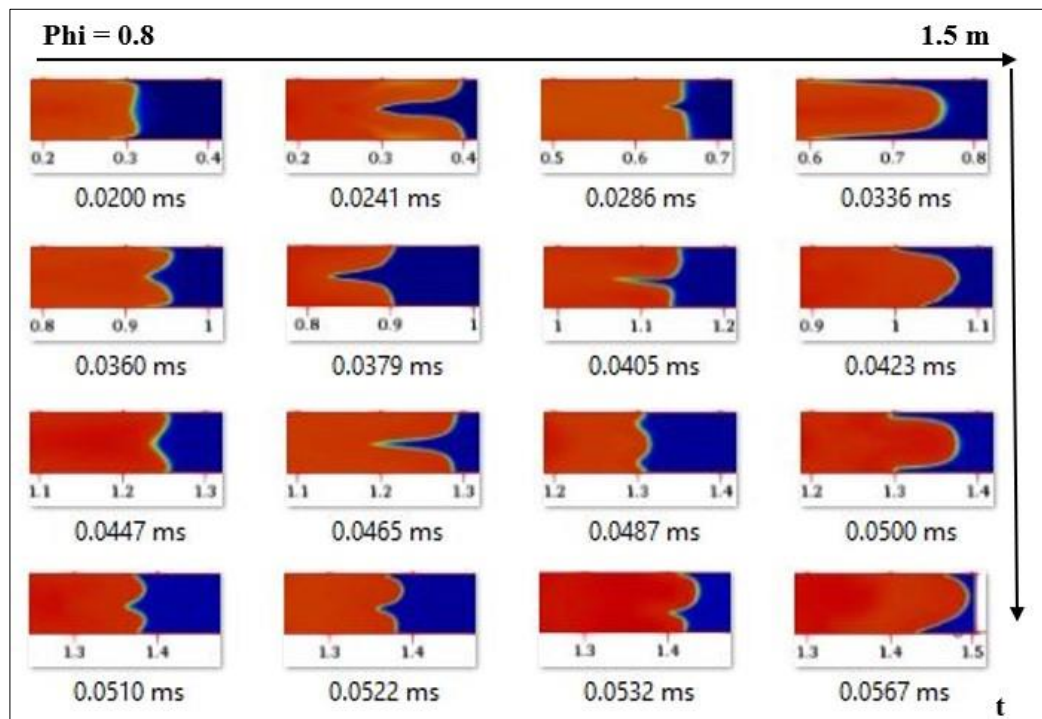 Phi = 0.8 1.5 m
0.2 0.3 0.4 0.2 0.3 0.4 0.5 0.6 0.7 0.6 0.7 0.8
0.0200 ms 0.0241 ms 0.0286 ms 0.0336 ms
0.8 0.9 1 0.8 0.9 1 1 1.1 1.2 0.9 1 1.1
0.0360 ms 0.0379 ms 0.0405 ms 0.0423 ms
1.1 1.2 1.3 1.1 1.2 1.3 1.2 1.3 1.4 1.2 1.3 1.4
0.0447 ms 0.0465 ms 0.0487 ms 0.0500 ms
1.3 1.4 1.3 1.4 1.3 1.4 1.3 1.4 1.5
0.0510 ms 0.0522 ms 0.0532 ms 0.0567 ms
t